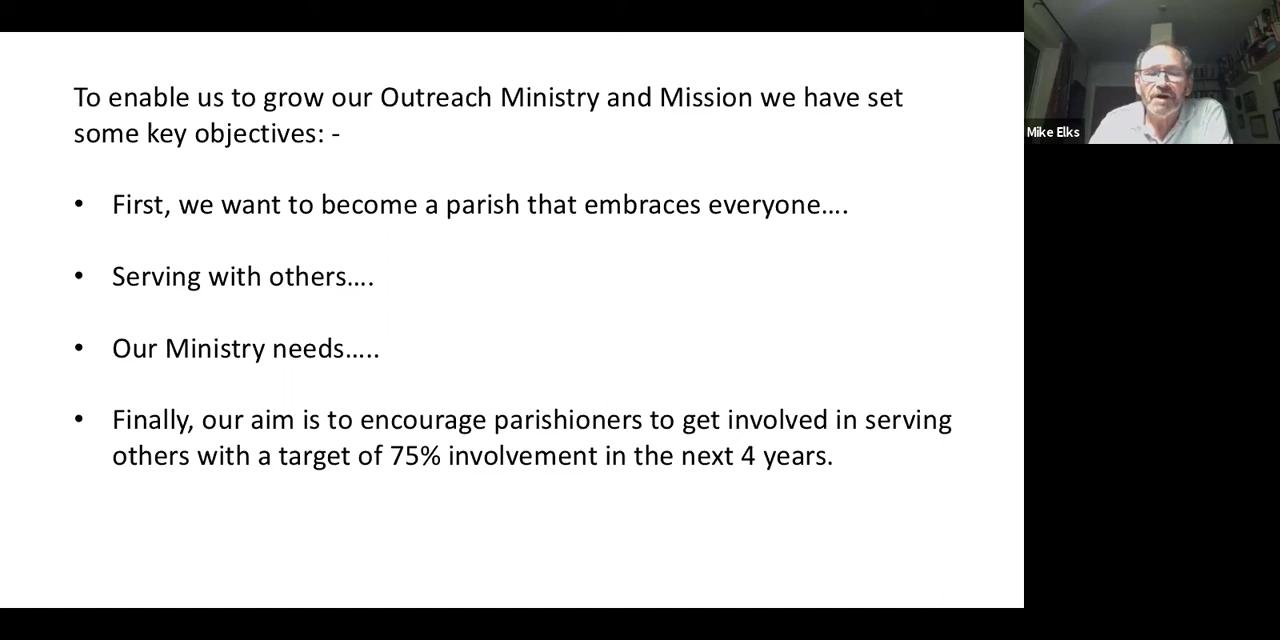 To enable us to grow our Outreach Ministry and Mission we have set
some key objectives: -
• First, we want to become a parish that embraces everyone....
• Serving with others....
• Our Ministry needs.....
• Finally, our aim is to encourage parishioners to get involved in serving
others with a target of 75% involvement in the next 4 years.
Mike Elks